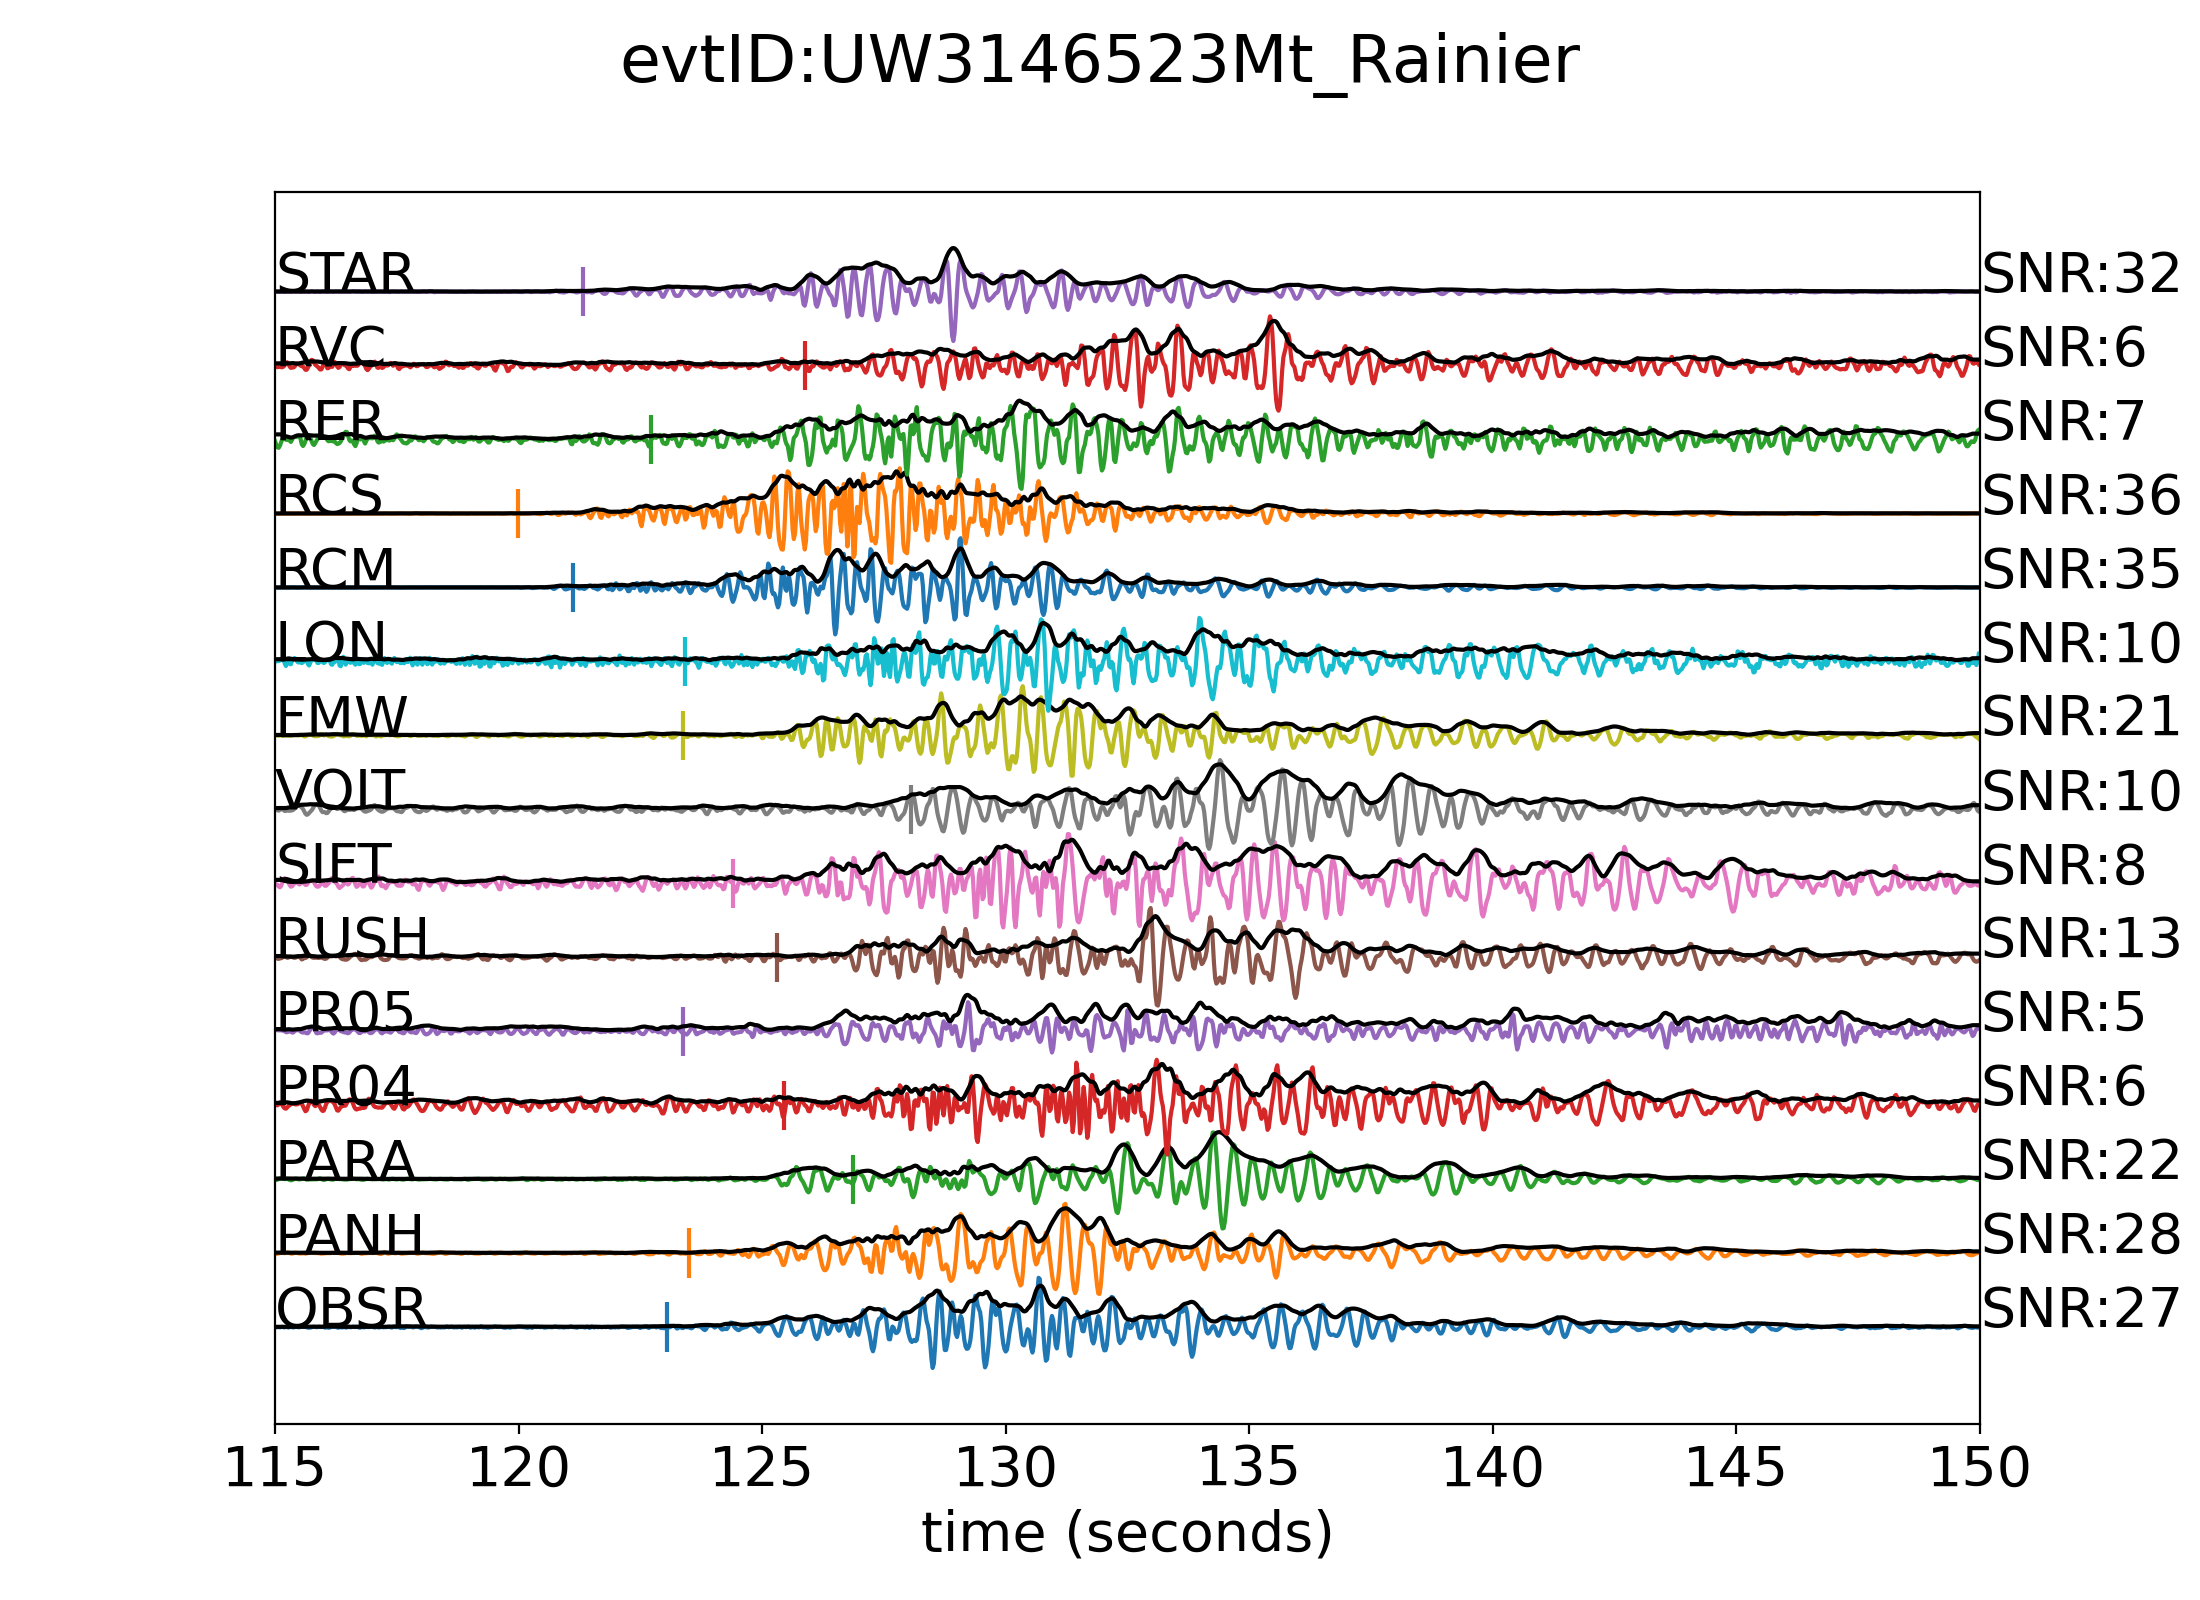 evtID:UW3146523Mt_Rainier
STAR SNR:32
RVC SNR:6
RER SNR:7
RCS SNR:36
RCM SNR:35
LON SNR:10
FMW SNR:21
VOIT SNR:10
SIFT SNR:8
RUSH SNR:13
PR05 SNR:5
PR04 SNR:6
PARA SNR:22
PANH SNR:28
OBSR SNR:27
115 120 125 130 135 140 145 150
time (seconds)